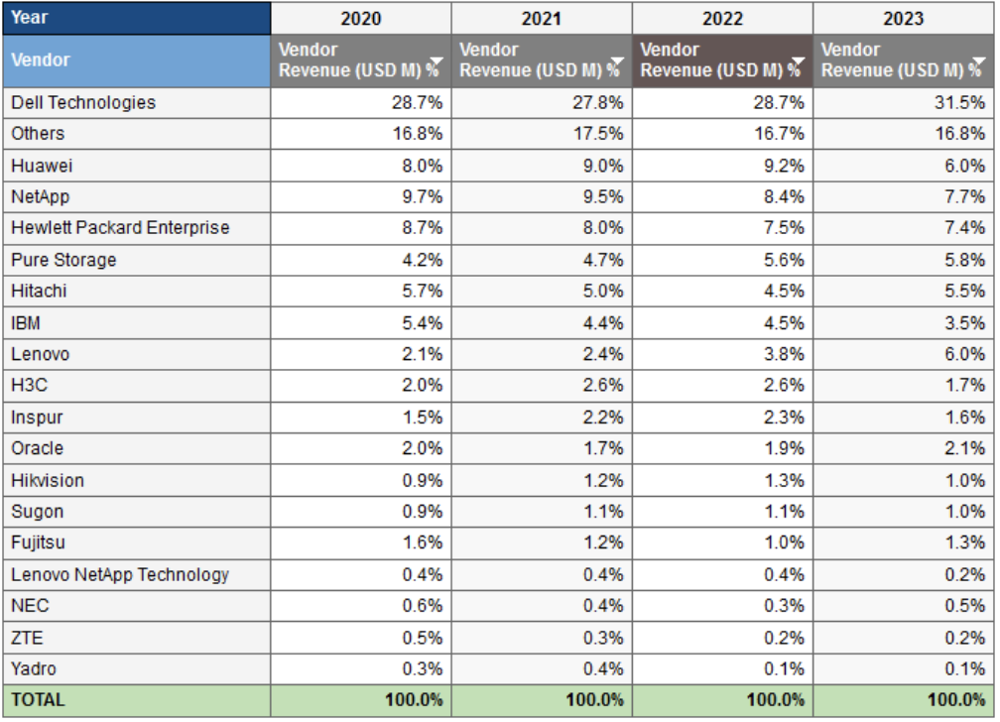 Year 2020 2021 2022 2023
Vendor Vendor Revenue (USD M) % Vendor Revenue (USD M) % Vendor Revenue (USD M) % Vendor Revenue (USD M) %
Dell Technologies 28.7% 27.8% 28.7% 31.5%
Others 16.8% 17.5% 16.7% 16.8%
Huawei 8.0% 9.0% 9.2% 6.0%
NetApp 9.7% 9.5% 8.4% 7.7%
Hewlett Packard Enterprise 8.7% 8.0% 7.5% 7.4%
Pure Storage 4.2% 4.7% 5.6% 5.8%
Hitachi 5.7% 5.0% 4.5% 5.5%
IBM 5.4% 4.4% 4.5% 3.5%
Lenovo 2.1% 2.4% 3.8% 6.0%
H3C 2.0% 2.6% 2.6% 1.7%
Inspur 1.5% 2.2% 2.3% 1.6%
Oracle 2.0% 1.7% 1.9% 2.1%
Hikvision 0.9% 1.2% 1.3% 1.0%
Sugon 0.9% 1.1% 1.1% 1.0%
Fujitsu 1.6% 1.2% 1.0% 1.3%
Lenovo NetApp Technology 0.4% 0.4% 0.4% 0.2%
NEC 0.6% 0.4% 0.3% 0.5%
ZTE 0.5% 0.3% 0.2% 0.2%
Yadro 0.3% 0.4% 0.1% 0.1%
TOTAL 100.0% 100.0% 100.0% 100.0%